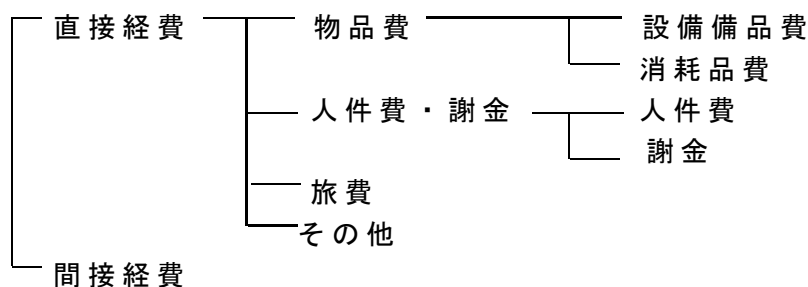 直接経費 物品費 設備備品費
消耗品費
人件費・謝金 人件費
謝金
旅費
その他
間接経費